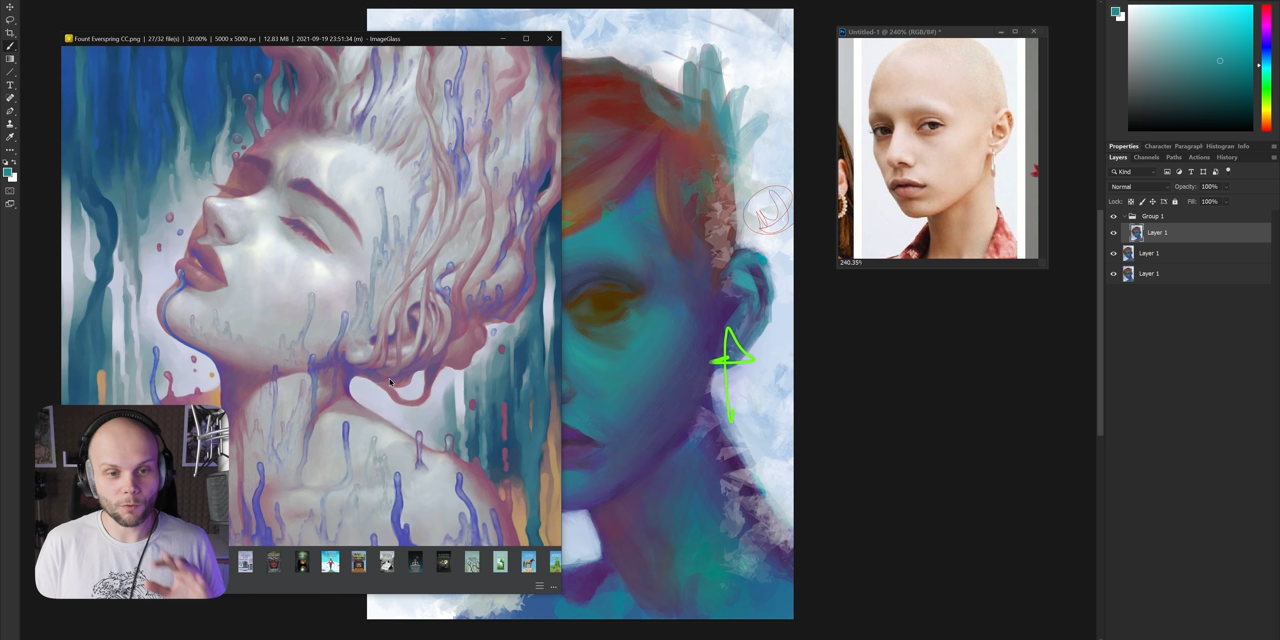 Fount Everspring CC.png | 27/32 file(s) | 30.00% | 5000 x 5000 px | 12.83 MB | 2021-09-19 23:51:34 (m) - ImageGlass
Untitled-1 @ 240% (RGB/8#) *
240.35%
Properties Character Paragraph Histogran Info
Layers Channels Paths Actions History
Kind
Normal Opacity: 100%
Lock: Fill: 100%
Group 1
Layer 1
Layer 1
Layer 1